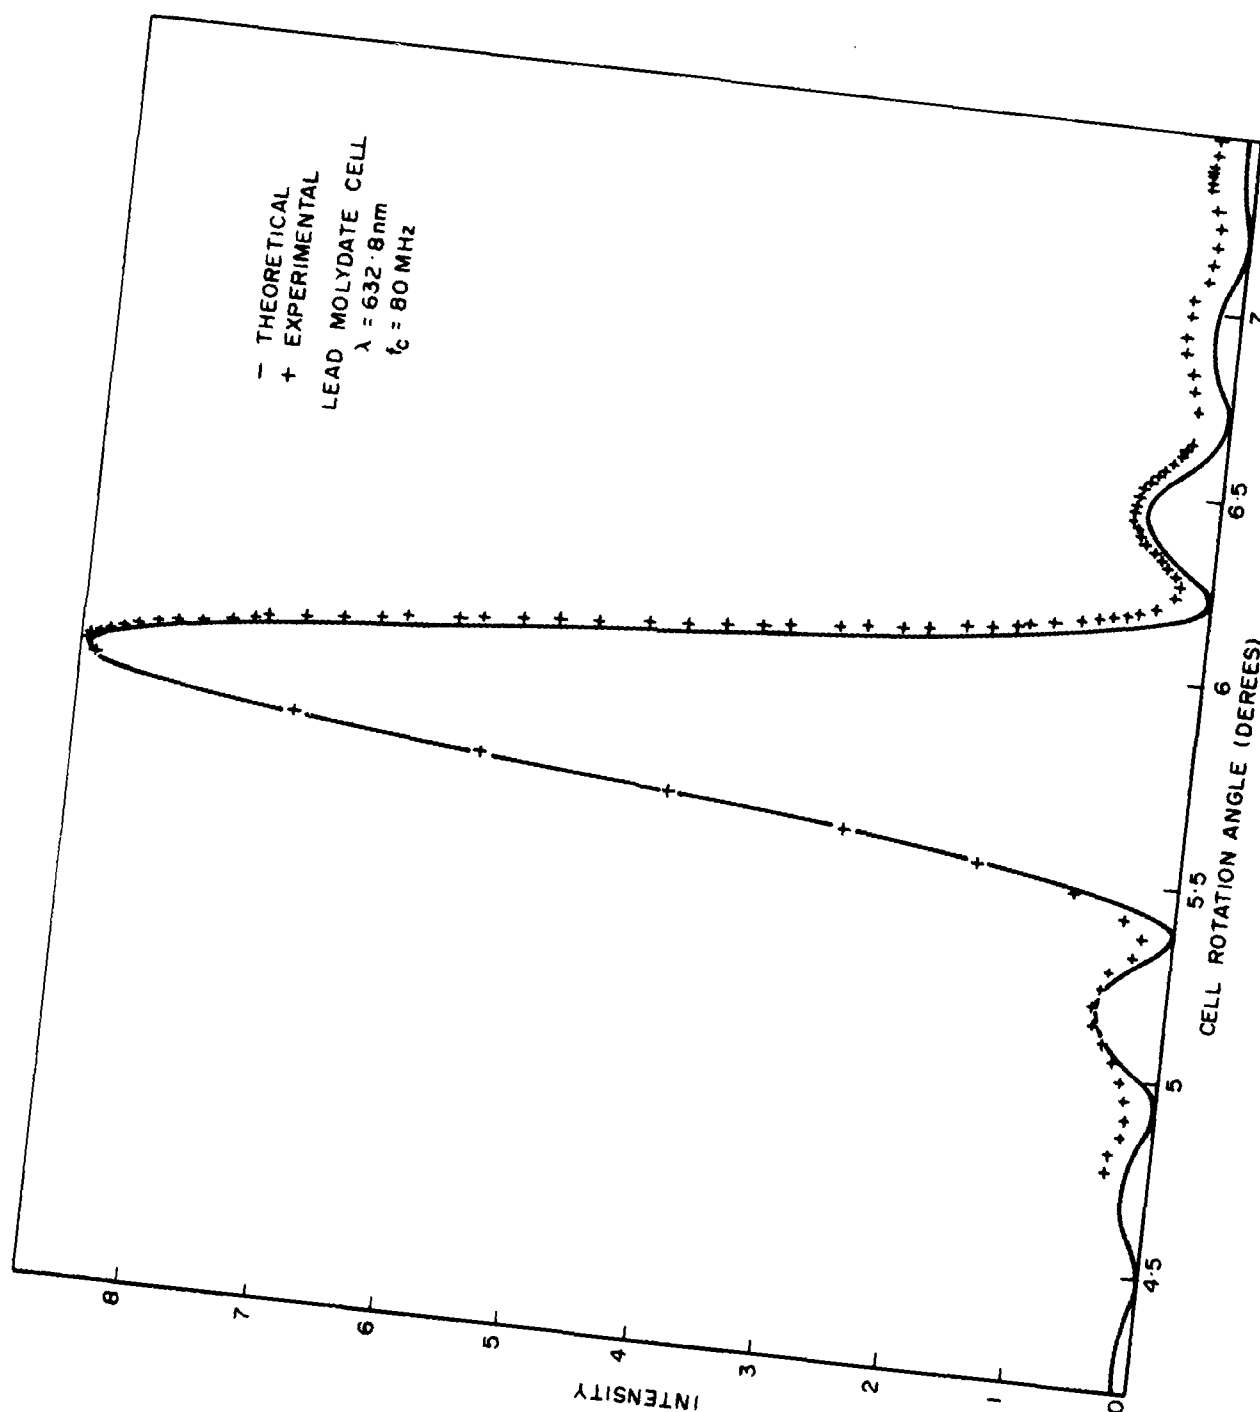 — THEORETICAL
+ EXPERIMENTAL
LEAD MOLYDATE CELL
λ = 632·8nm
fc = 80 MHz
INTENSITY
8
7
6
5
4
3
2
1
0
4·5
5
5·5
6
6·5
7
CELL ROTATION ANGLE (DEREES)